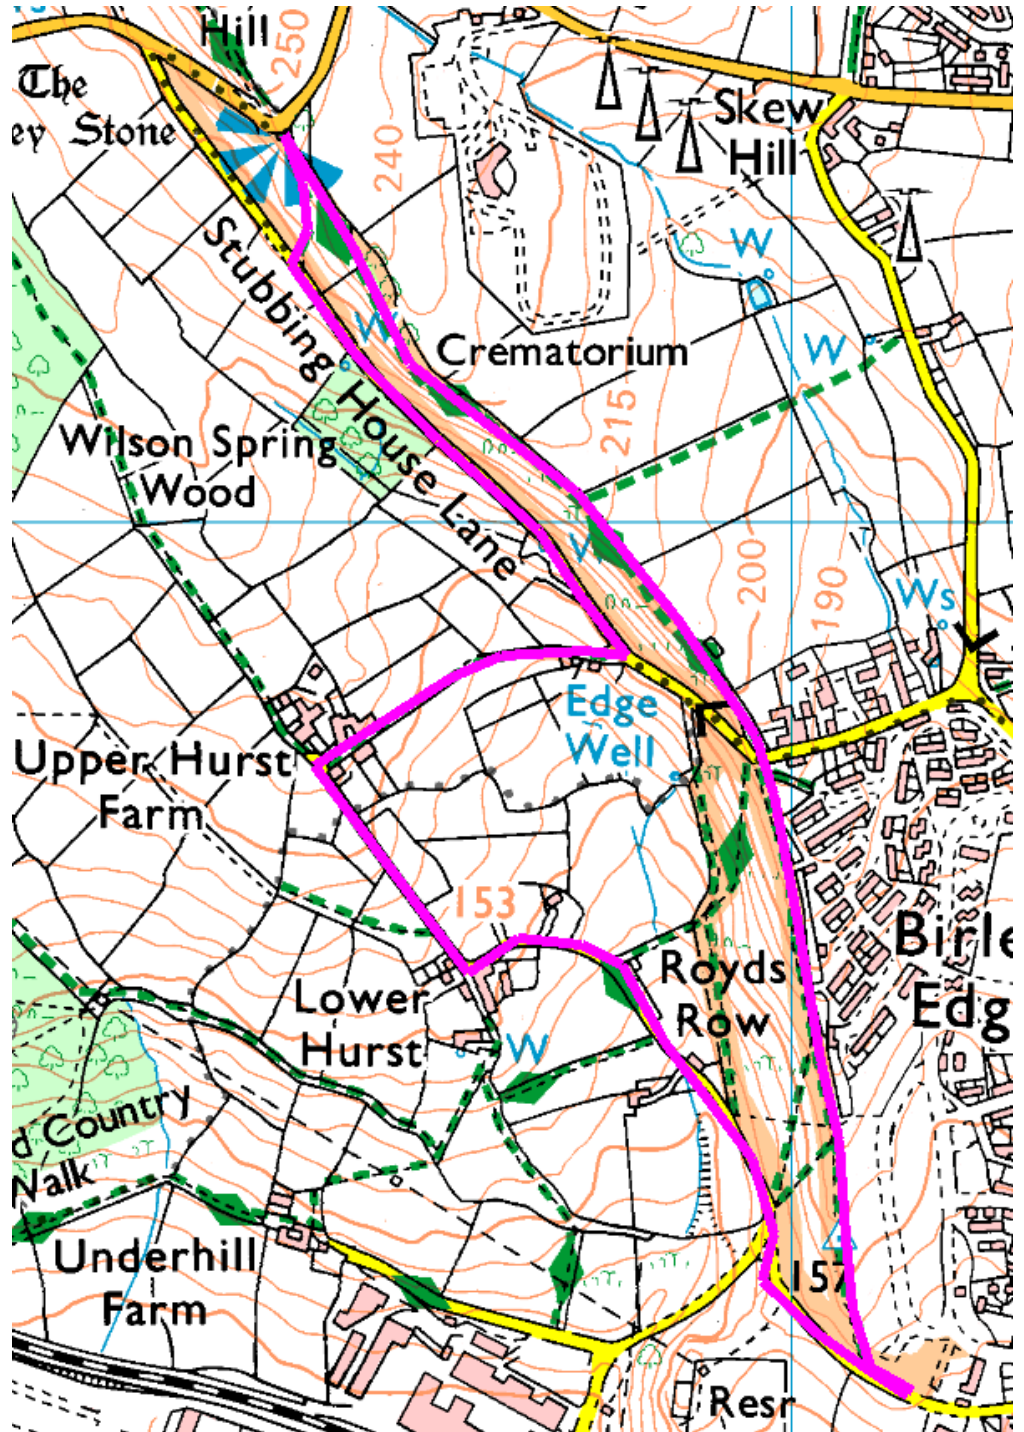 Hill
250
The
ey Stone
240
Skew
Hill
W
Stubbing House Lane
W
Crematorium
W
215
Wilson Spring
Wood
W
200
190
Ws
Edge
Well
Upper Hurst
Farm
153
Birle
Edg
Royds
Row
Lower
Hurst
W
d Country
Walk
Underhill
Farm
157
Resr